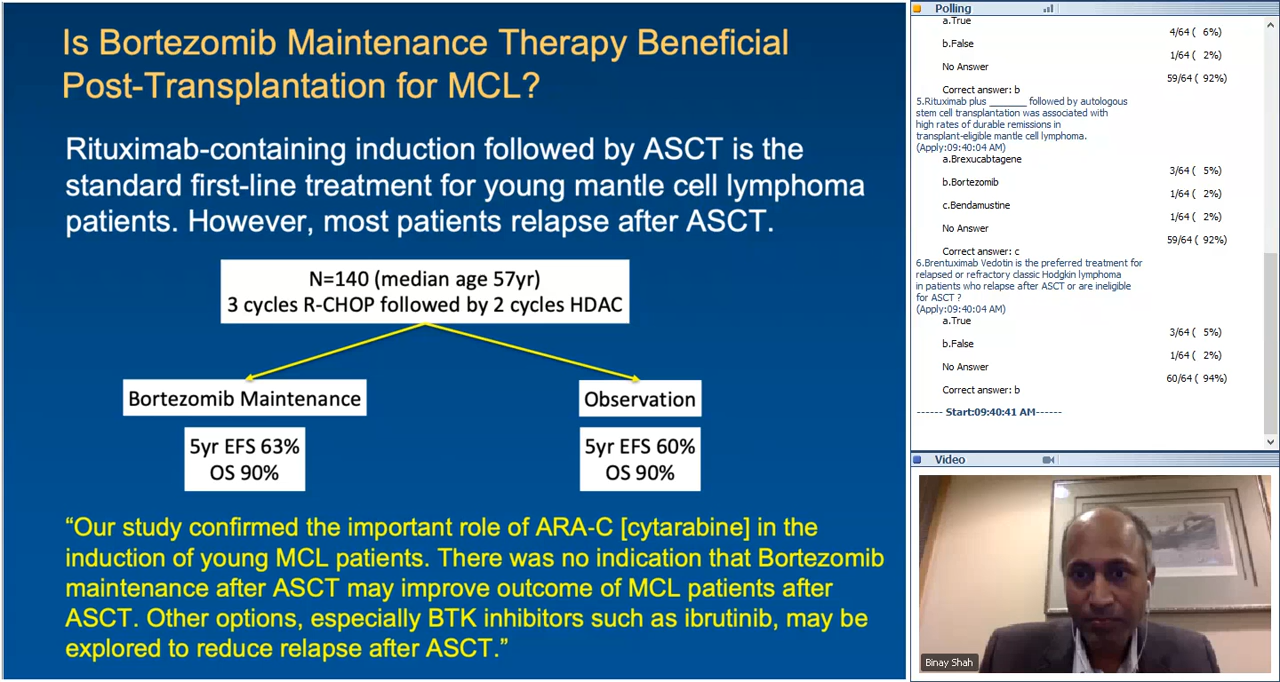 Is Bortezomib Maintenance Therapy Beneficial
Post-Transplantation for MCL?
Rituximab-containing induction followed by ASCT is the
standard first-line treatment for young mantle cell lymphoma
patients. However, most patients relapse after ASCT.
N=140 (median age 57yr)
3 cycles R-CHOP followed by 2 cycles HDAC
Bortezomib Maintenance
Observation
5yr EFS 63%
OS 90%
5yr EFS 60%
OS 90%
“Our study confirmed the important role of ARA-C [cytarabine] in the
induction of young MCL patients. There was no indication that Bortezomib
maintenance after ASCT may improve outcome of MCL patients after
ASCT. Other options, especially BTK inhibitors such as ibrutinib, may be
explored to reduce relapse after ASCT.”
Polling
a.True
4/64 ( 6%)
b.False
1/64 ( 2%)
No Answer
59/64 ( 92%)
Correct answer: b
5.Rituximab plus _______ followed by autologous
stem cell transplantation was associated with
high rates of durable remissions in
transplant-eligible mantle cell lymphoma.
(Apply:09:40:04 AM)
a.Brexucabtagene
3/64 ( 5%)
b.Bortezomib
1/64 ( 2%)
c.Bendamustine
1/64 ( 2%)
No Answer
59/64 ( 92%)
Correct answer: c
6.Brentuximab Vedotin is the preferred treatment for
relapsed or refractory classic Hodgkin lymphoma
in patients who relapse after ASCT or are ineligible
for ASCT ?
(Apply:09:40:04 AM)
a.True
3/64 ( 5%)
b.False
1/64 ( 2%)
No Answer
60/64 ( 94%)
Correct answer: b
------ Start:09:40:41 AM------
Video
Binay Shah